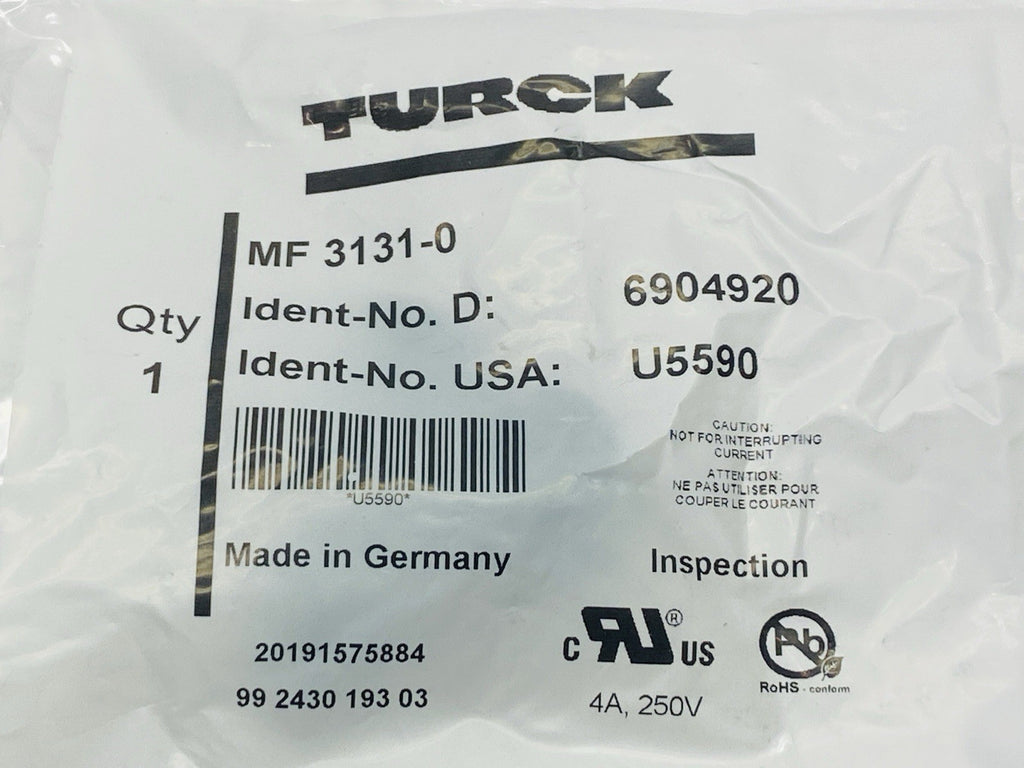 TURCK
MF 3131-0
Ident-No. D: 6904920
Qty
Ident-No. USA: U5590
1
CAUTION:
NOT FOR INTERRUPTING
CURRENT
ATTENTION:
NE PAS UTILISER POUR
COUPER LE COURANT
*U5590*
Made in Germany
Inspection
20191575884
99 2430 193 03
C RU® US
4A, 250V
Pb
RoHS - conform